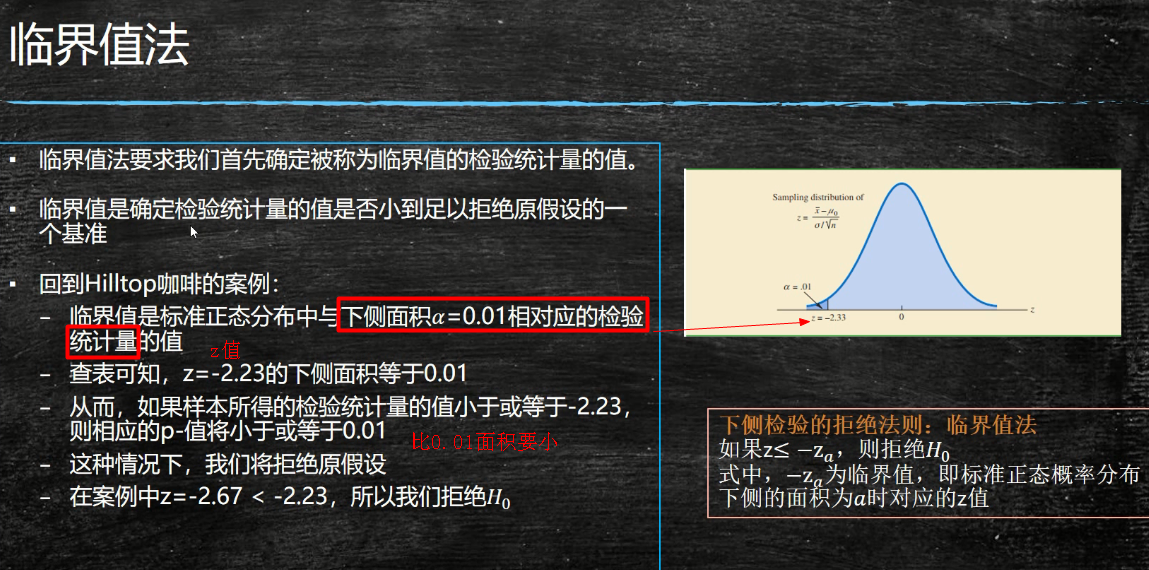 临界值法
临界值法要求我们首先确定被称为临界值的检验统计量的值。
临界值是确定检验统计量的值是否小到足以拒绝原假设的一
个基准
回到Hilltop咖啡的案例：
– 临界值是标准正态分布中与下侧面积α=0.01相对应的检验
统计量的值
z值
– 查表可知，z=-2.23的下侧面积等于0.01
– 从而，如果样本所得的检验统计量的值小于或等于-2.23，
则相应的p-值将小于或等于0.01
比0.01面积要小
– 这种情况下，我们将拒绝原假设
– 在案例中z=-2.67 < -2.23，所以我们拒绝H₀
Sampling distribution of
z = (x̄ − μ₀)/(σ/√n)
α = .01
z = −2.33
0
z
下侧检验的拒绝法则：临界值法
如果z≤ −zₐ，则拒绝H₀
式中，−zₐ为临界值，即标准正态概率分布
下侧的面积为a时对应的z值